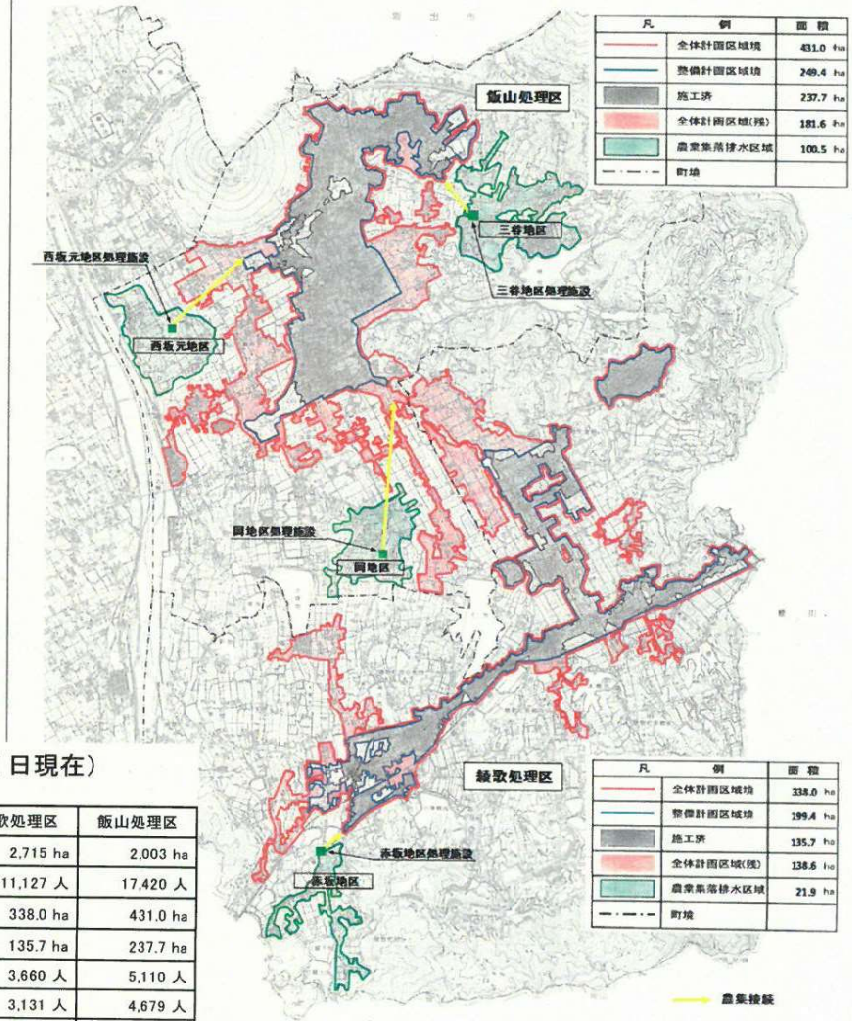 凡 例 面積
全体計画区域境 431.0 ha
整備計画区域境 249.4 ha
施工済 237.7 ha
全体計画区域(残) 181.6 ha
農業集落排水区域 100.5 ha
町境
飯山処理区
三谷地区
三谷地区処理施設
西坂元地区処理施設
西坂元地区
岡地区処理施設
岡地区
綾歌処理区
赤坂地区処理施設
赤坂地区
凡 例 面積
全体計画区域境 338.0 ha
整備計画区域境 199.4 ha
施工済 135.7 ha
全体計画区域(残) 138.6 ha
農業集落排水区域 21.9 ha
町境
農集接続
日現在)
歌処理区 飯山処理区
2,715 ha 2,003 ha
11,127 人 17,420 人
338.0 ha 431.0 ha
135.7 ha 237.7 ha
3,660 人 5,110 人
3,131 人 4,679 人